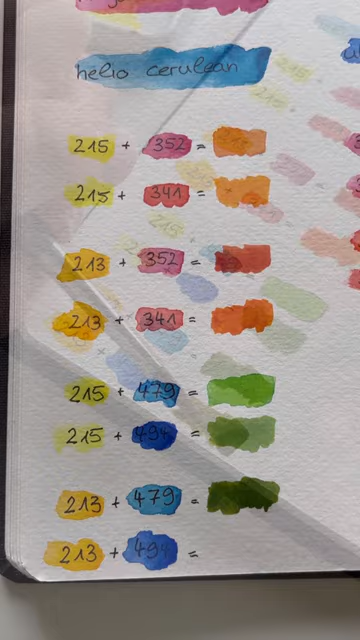 helio cerulean
215 + 352 =
215 + 341 =
213 + 352 =
213 + 341 =
215 + 479 =
215 + 494 =
213 + 479 =
213 + 494 =